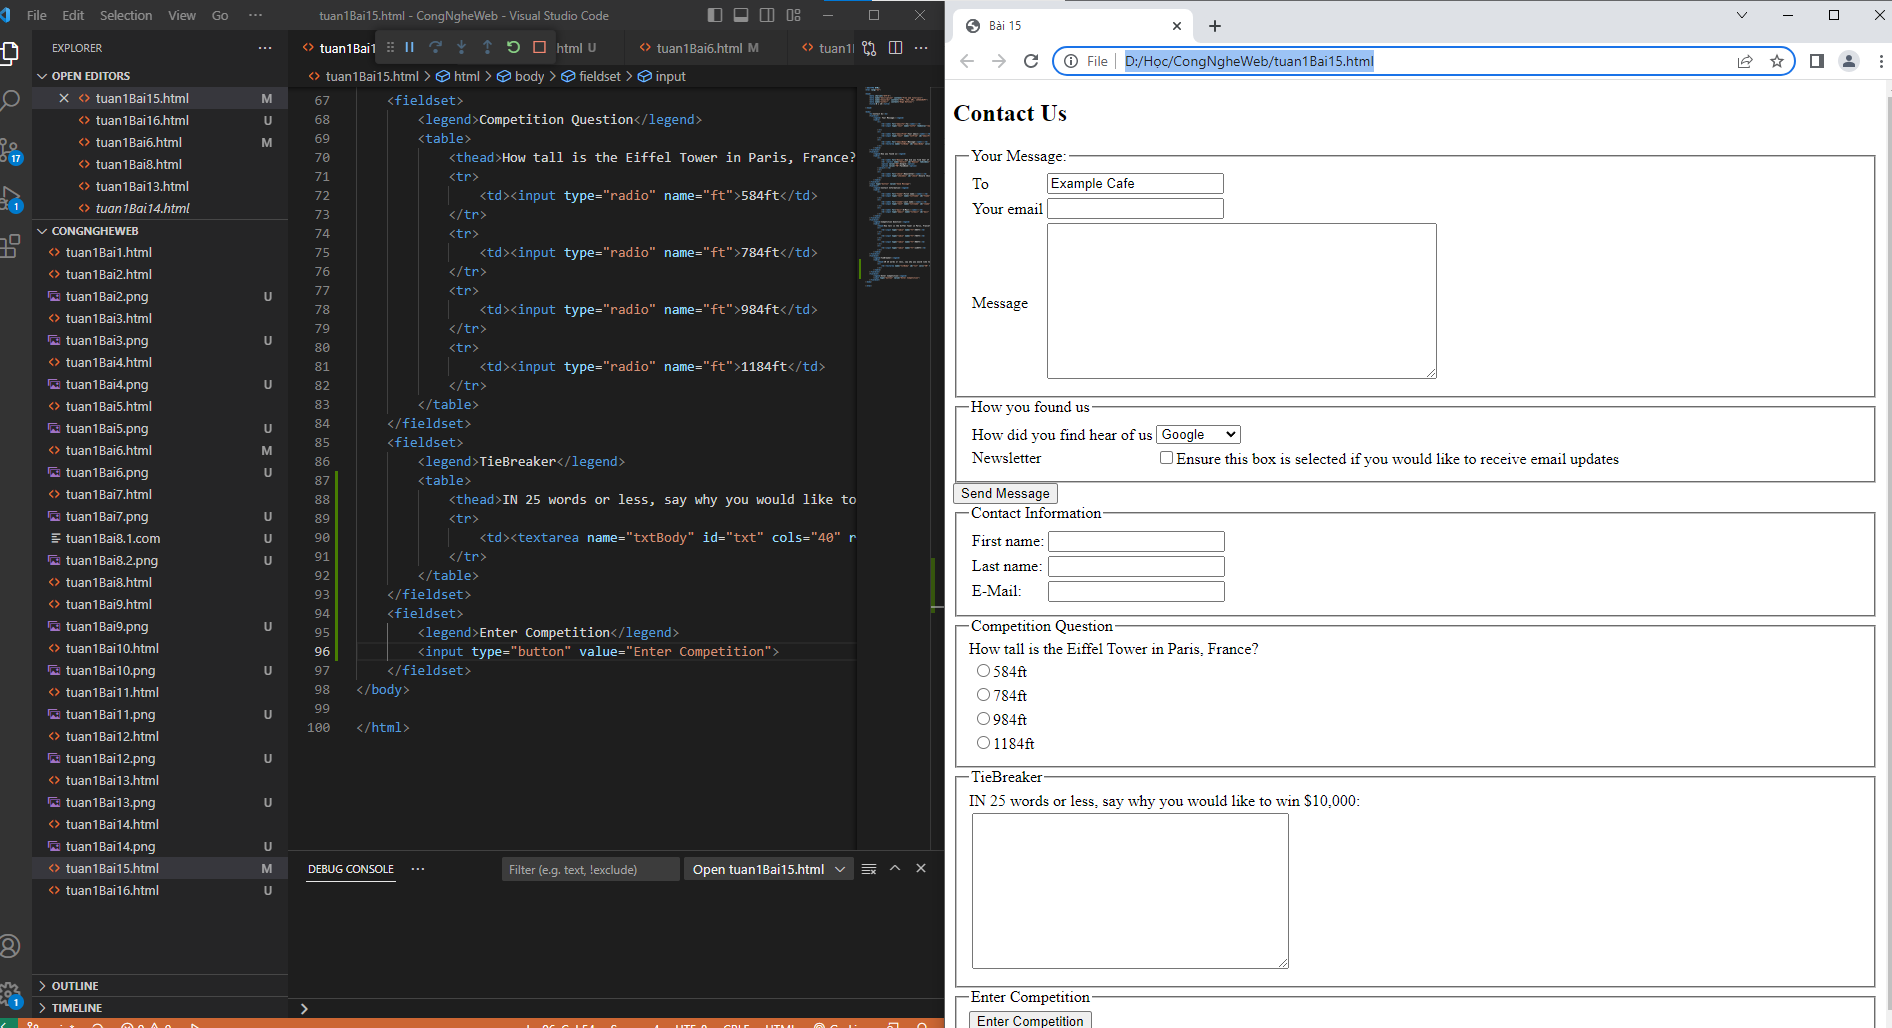 File Edit Selection View Go ··· tuan1Bai15.html - CongNgheWeb - Visual Studio Code
EXPLORER ···
OPEN EDITORS
tuan1Bai15.html M
tuan1Bai16.html U
tuan1Bai6.html M
tuan1Bai8.html
tuan1Bai13.html
tuan1Bai14.html
CONGNGHEWEB
tuan1Bai1.html
tuan1Bai2.html
tuan1Bai2.png U
tuan1Bai3.html
tuan1Bai3.png U
tuan1Bai4.html
tuan1Bai4.png U
tuan1Bai5.html
tuan1Bai5.png U
tuan1Bai6.html M
tuan1Bai6.png U
tuan1Bai7.html
tuan1Bai7.png U
tuan1Bai8.1.com U
tuan1Bai8.2.png U
tuan1Bai8.html
tuan1Bai9.html
tuan1Bai9.png U
tuan1Bai10.html
tuan1Bai10.png U
tuan1Bai11.html
tuan1Bai11.png U
tuan1Bai12.html
tuan1Bai12.png U
tuan1Bai13.html
tuan1Bai13.png U
tuan1Bai14.html
tuan1Bai14.png U
tuan1Bai15.html M
tuan1Bai16.html U
OUTLINE
TIMELINE
17
1
1
tuan1Bai1 html U tuan1Bai6.html M tuan1I ···
tuan1Bai15.html > html > body > fieldset > input
67 <fieldset>
68 <legend>Competition Question</legend>
69 <table>
70 <thead>How tall is the Eiffel Tower in Paris, France?
71 <tr>
72 <td><input type="radio" name="ft">584ft</td>
73 </tr>
74 <tr>
75 <td><input type="radio" name="ft">784ft</td>
76 </tr>
77 <tr>
78 <td><input type="radio" name="ft">984ft</td>
79 </tr>
80 <tr>
81 <td><input type="radio" name="ft">1184ft</td>
82 </tr>
83 </table>
84 </fieldset>
85 <fieldset>
86 <legend>TieBreaker</legend>
87 <table>
88 <thead>IN 25 words or less, say why you would like to
89 <tr>
90 <td><textarea name="txtBody" id="txt" cols="40" r
91 </tr>
92 </table>
93 </fieldset>
94 <fieldset>
95 <legend>Enter Competition</legend>
96 <input type="button" value="Enter Competition">
97 </fieldset>
98 </body>
99
100 </html>
DEBUG CONSOLE ··· Filter (e.g. text, !exclude) Open tuan1Bai15.html
Bài 15
File D:/Học/CongNgheWeb/tuan1Bai15.html
Contact Us
Your Message:
To Example Cafe
Your email
Message
How you found us
How did you find hear of us Google
Newsletter Ensure this box is selected if you would like to receive email updates
Send Message
Contact Information
First name:
Last name:
E-Mail:
Competition Question
How tall is the Eiffel Tower in Paris, France?
584ft
784ft
984ft
1184ft
TieBreaker
IN 25 words or less, say why you would like to win $10,000:
Enter Competition
Enter Competition